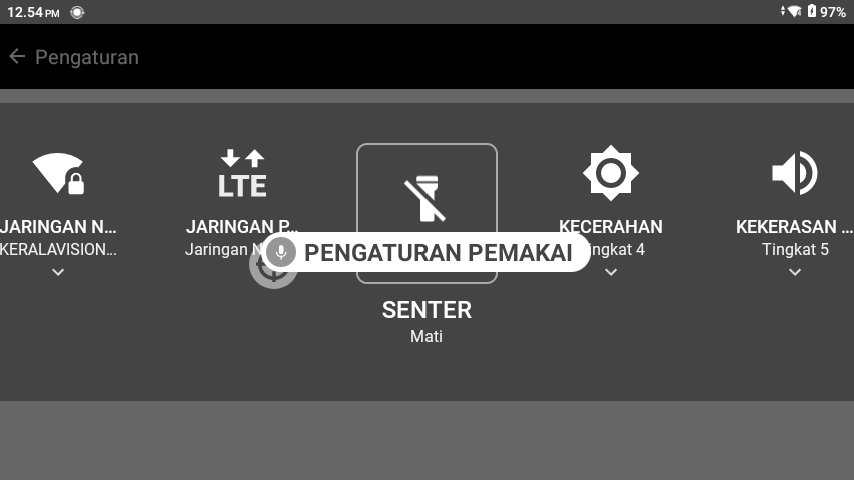 12.54 PM
97%
Pengaturan
JARINGAN N...
KERALAVISION...
JARINGAN P...
Jaringan N
LTE
KECERAHAN
ingkat 4
KEKERASAN ...
Tingkat 5
PENGATURAN PEMAKAI
SENTER
Mati